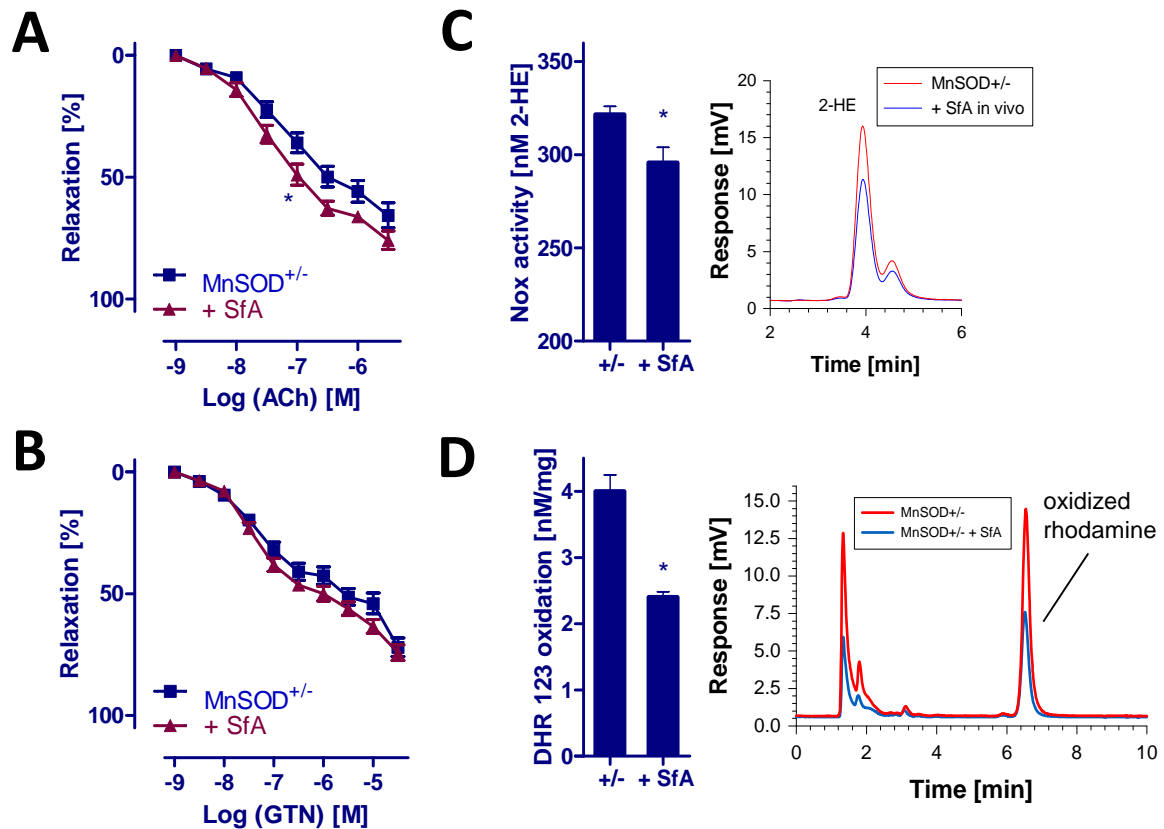 A
Relaxation [%]
0
50
100
MnSOD+/-
+ SfA
*
-9 -8 -7 -6
Log (ACh) [M]
B
Relaxation [%]
0
50
100
MnSOD+/-
+ SfA
-9 -8 -7 -6 -5
Log (GTN) [M]
C
Nox activity [nM 2-HE]
350
300
250
200
*
+/- + SfA
Response [mV]
20
15
10
5
0
2-HE
MnSOD+/-
+ SfA in vivo
2 4 6
Time [min]
D
DHR 123 oxidation [nM/mg]
4
3
2
1
0
*
+/- + SfA
Response [mV]
15.0
12.5
10.0
7.5
5.0
2.5
0.0
MnSOD+/-
MnSOD+/- + SfA
oxidized
rhodamine
0 2 4 6 8 10
Time [min]